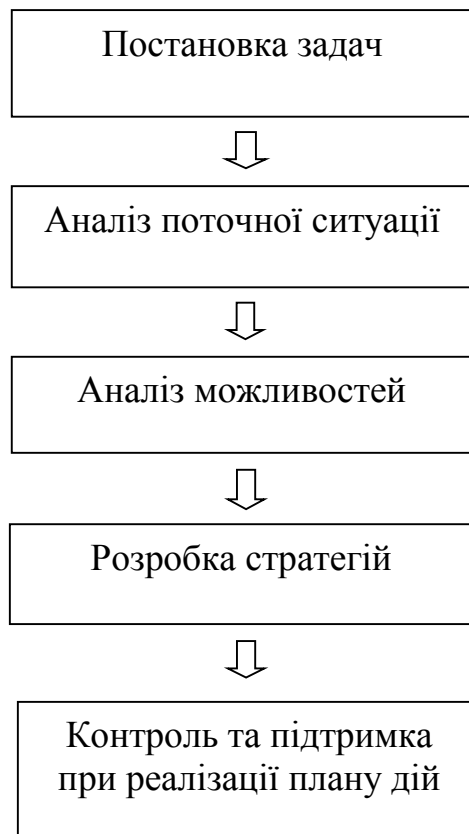 Постановка задач
Аналіз поточної ситуації
Аналіз можливостей
Розробка стратегій
Контроль та підтримка
при реалізації плану дій